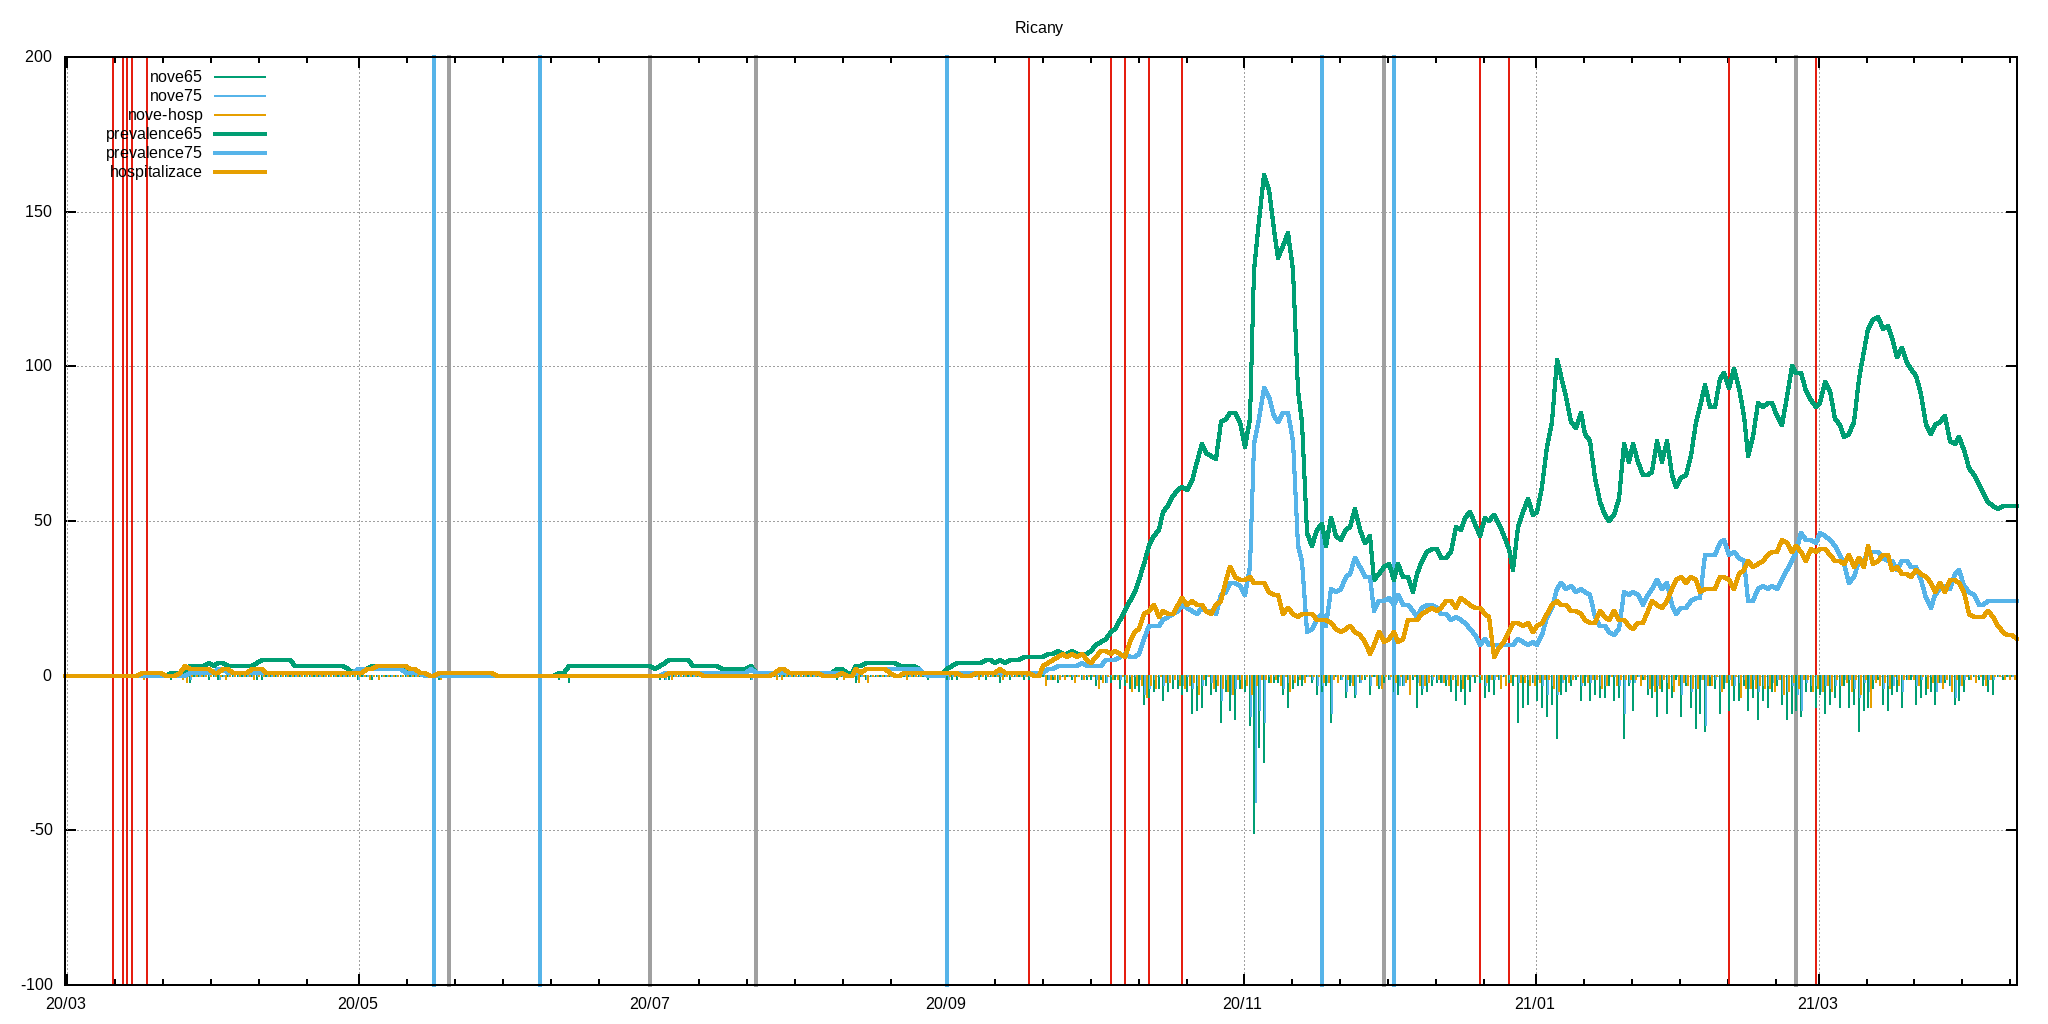 Ricany
200
150
100
50
0
-50
-100
nove65
nove75
nove-hosp
prevalence65
prevalence75
hospitalizace
20/03 20/05 20/07 20/09 20/11 21/01 21/03